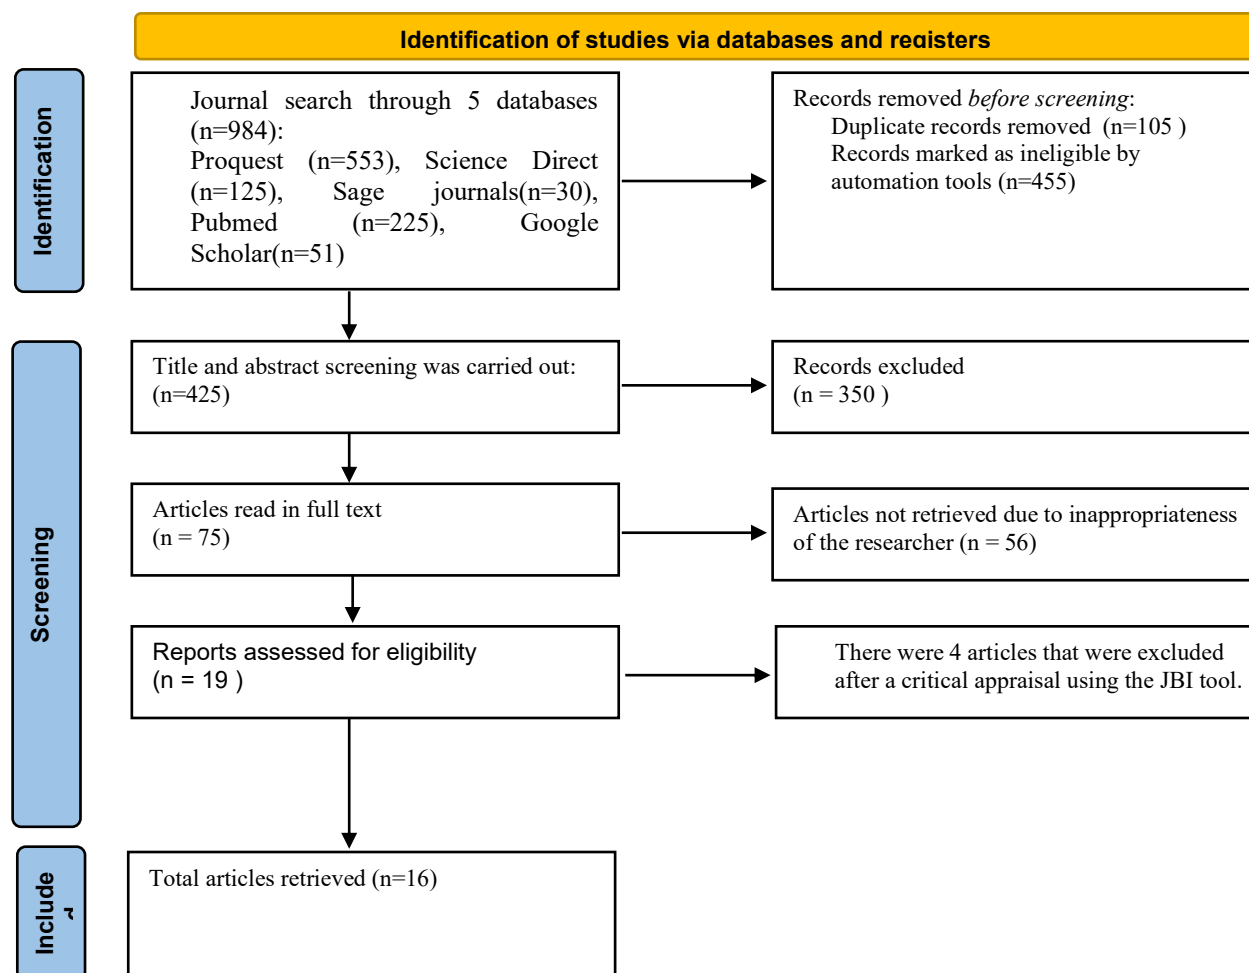 Identification of studies via databases and registers
Identification
Journal search through 5 databases
(n=984):
Proquest (n=553), Science Direct
(n=125), Sage journals(n=30),
Pubmed (n=225), Google
Scholar(n=51)
Records removed before screening:
Duplicate records removed (n=105 )
Records marked as ineligible by
automation tools (n=455)
Screening
Title and abstract screening was carried out:
(n=425)
Records excluded
(n = 350 )
Articles read in full text
(n = 75)
Articles not retrieved due to inappropriateness
of the researcher (n = 56)
Reports assessed for eligibility
(n = 19 )
There were 4 articles that were excluded
after a critical appraisal using the JBI tool.
Include
d
Total articles retrieved (n=16)